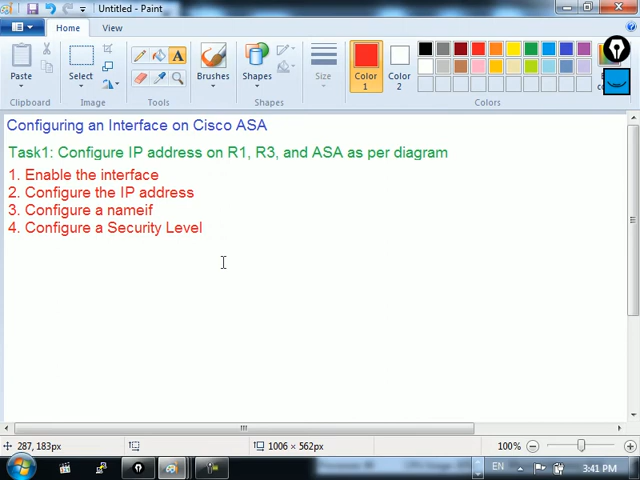 Untitled - Paint
Home
View
Paste
Select
Brushes
Shapes
Size
Color
1
Color
2
Clipboard
Image
Tools
Shapes
Colors
Configuring an Interface on Cisco ASA
Task1: Configure IP address on R1, R3, and ASA as per diagram
1. Enable the interface
2. Configure the IP address
3. Configure a nameif
4. Configure a Security Level
287, 183px
1006 × 562px
100%
EN
3:41 PM